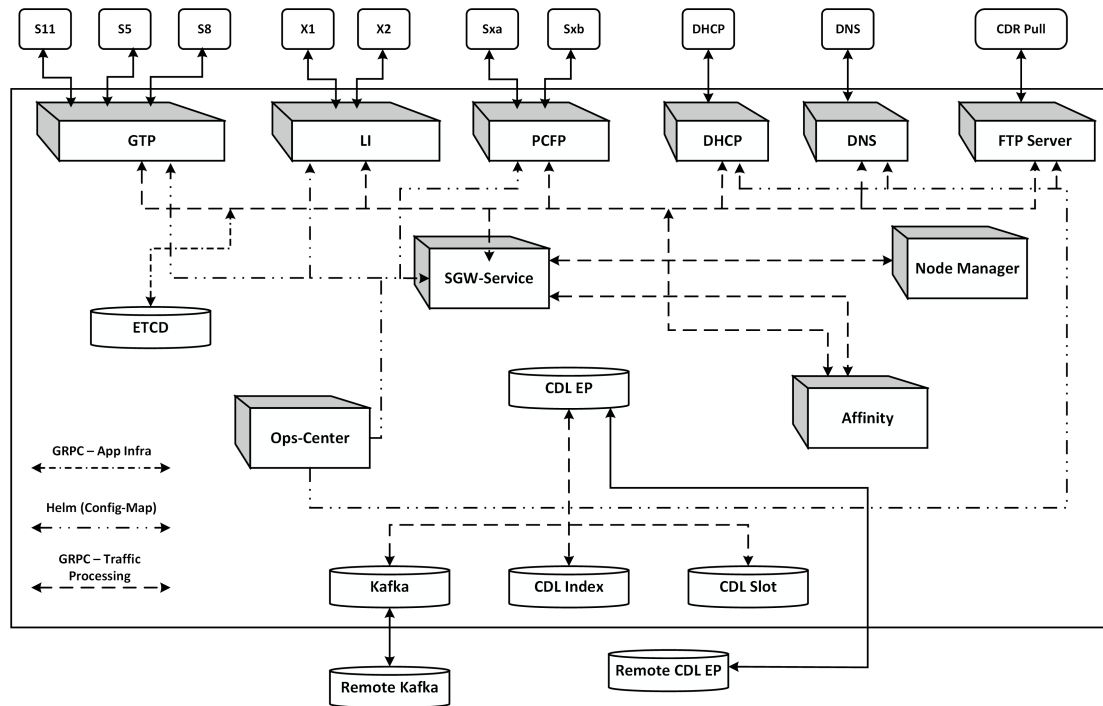 S11
S5
S8
X1
X2
Sxa
Sxb
DHCP
DNS
CDR Pull
GTP
LI
PCFP
DHCP
DNS
FTP Server
SGW-Service
Node Manager
ETCD
CDL EP
Affinity
Ops-Center
GRPC – App Infra
Helm (Config-Map)
GRPC – Traffic
Processing
Kafka
CDL Index
CDL Slot
Remote Kafka
Remote CDL EP